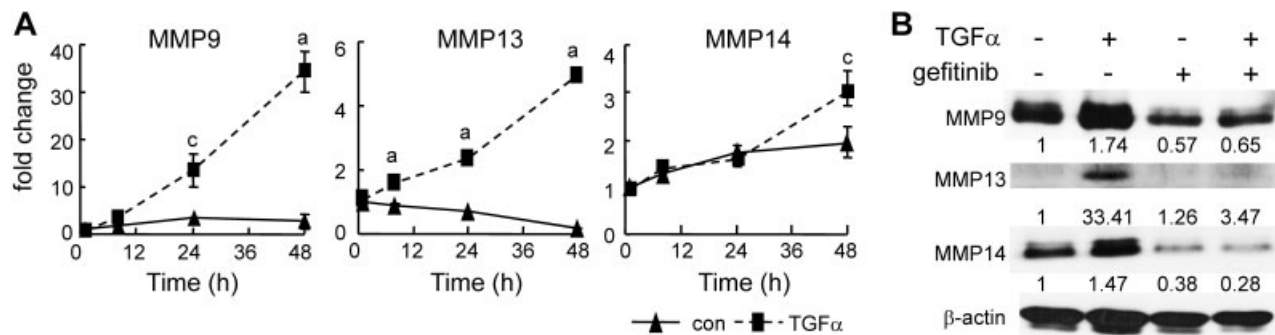 A
MMP9 MMP13 MMP14
fold change
40
30
20
10
0
0 12 24 36 48
Time (h)
c
a
6
4
2
0
0 12 24 36 48
Time (h)
a
a
a
4
3
2
1
0
0 12 24 36 48
Time (h)
c
con TGFα
B
TGFα - + - +
gefitinib - - + +
MMP9
1 1.74 0.57 0.65
MMP13
1 33.41 1.26 3.47
MMP14
1 1.47 0.38 0.28
β-actin